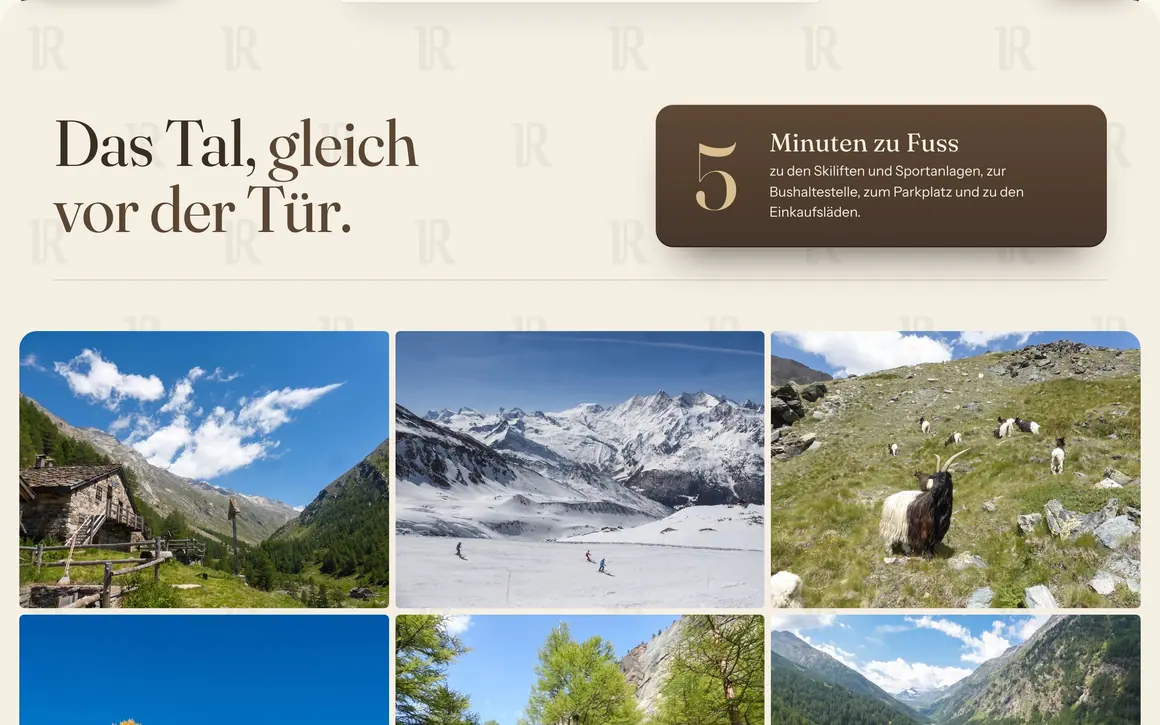 Das Tal, gleich
vor der Tür.
5
Minuten zu Fuss
zu den Skiliften und Sportanlagen, zur
Bushaltestelle, zum Parkplatz und zu den
Einkaufsläden.